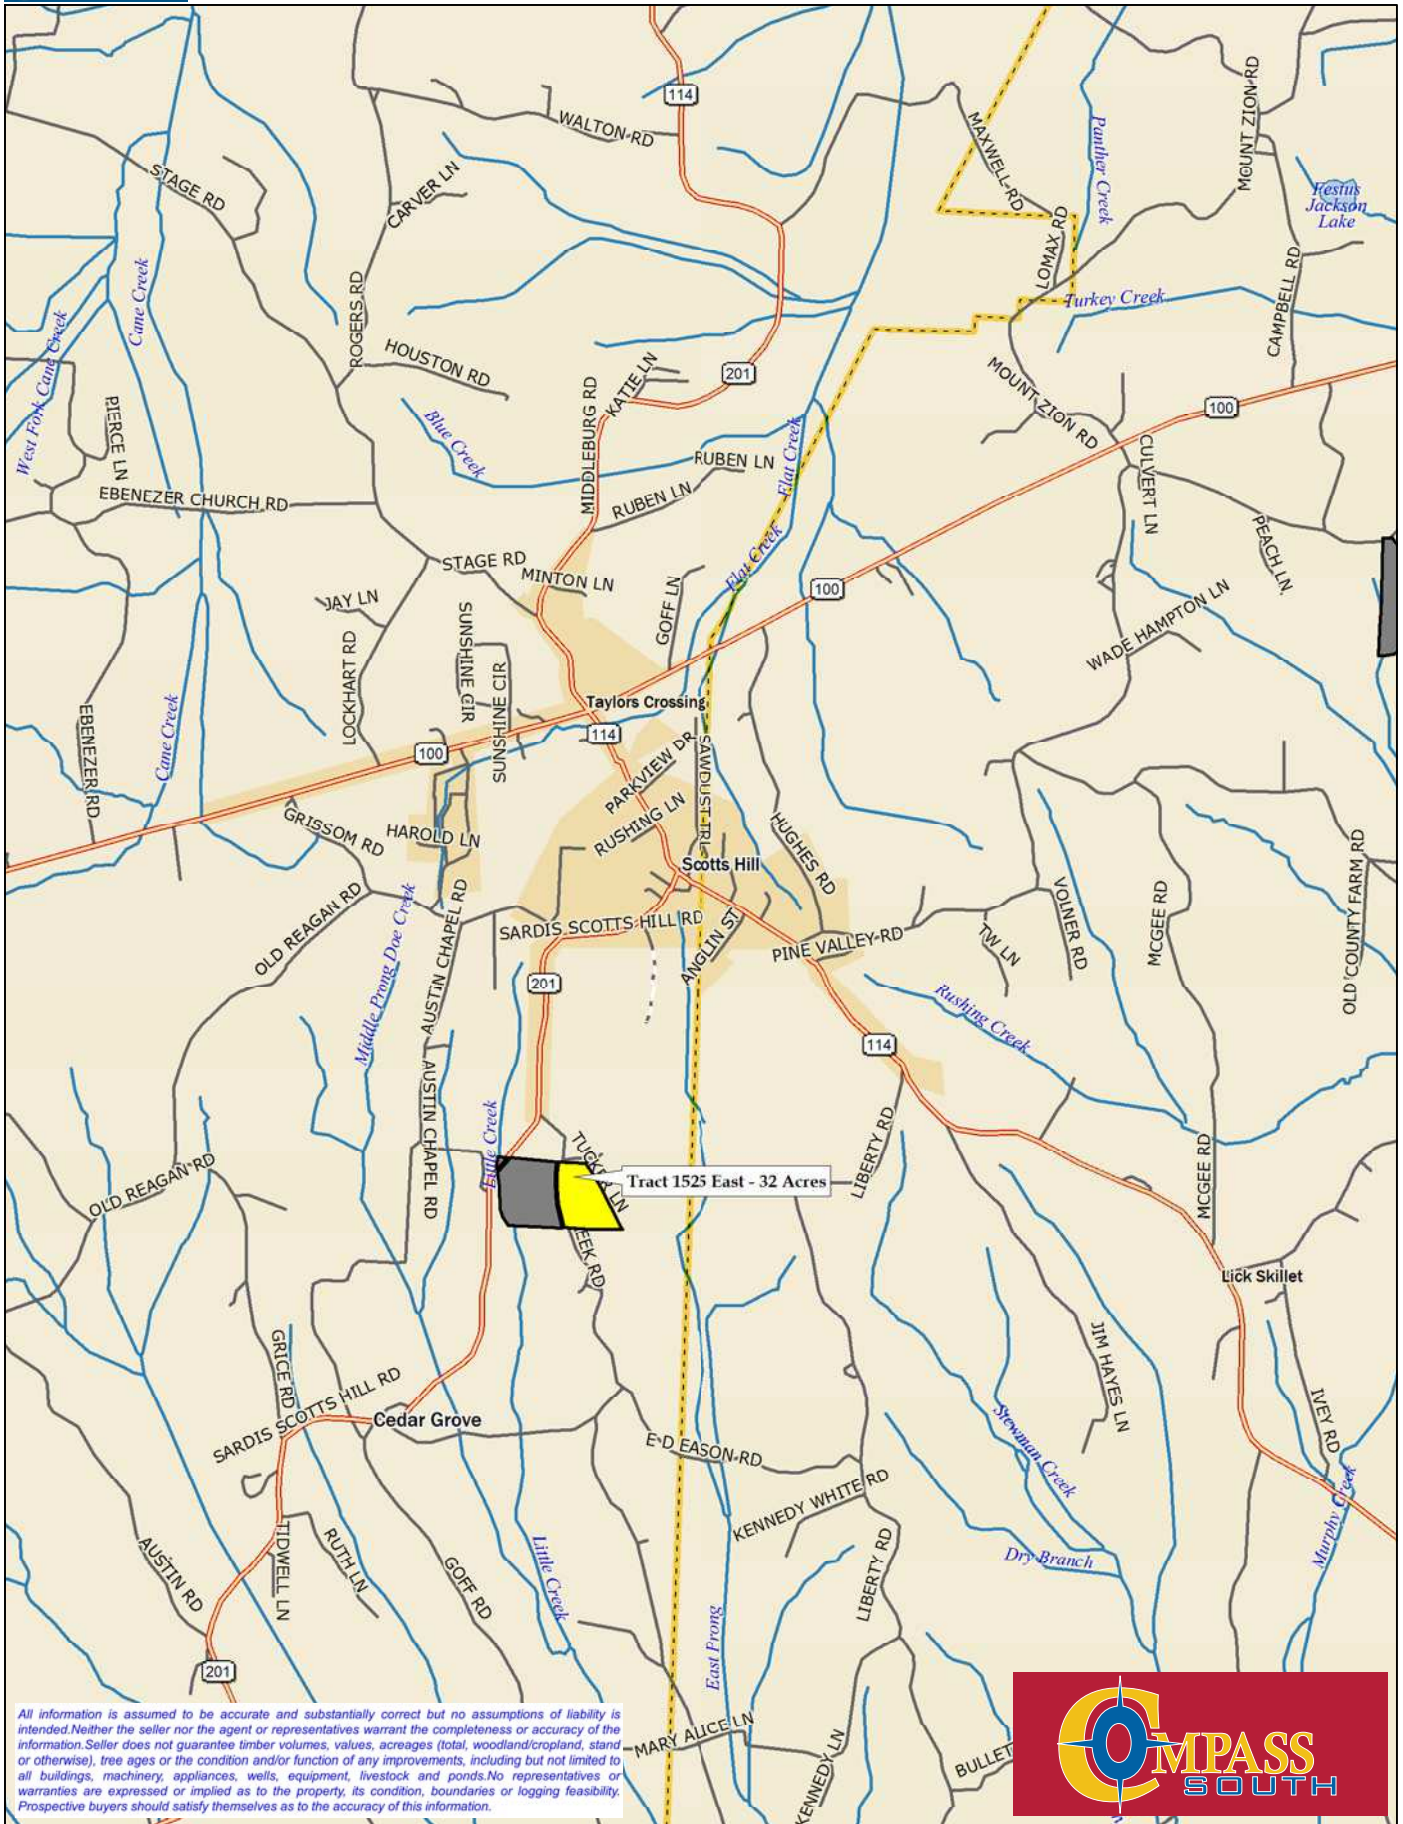 114
WALTON RD
MOUNT ZION RD
MAXWELL RD
Panther Creek
STAGE RD
CARVER LN
Festus
Jackson
Lake
LOMAX RD
Cane Creek
Turkey Creek
ROGERS RD
CAMPBELL RD
West Fork Cane Creek
HOUSTON RD
KATIE LN
201
MOUNT ZION RD
100
PIERCE LN
Blue Creek
MIDDLEBURG RD
RUBEN LN
Flat Creek
CULVERT LN
EBENEZER CHURCH RD
RUBEN LN
PEACH LN
STAGE RD
MINTON LN
Flat Creek
100
JAY LN
GOFF LN
WADE HAMPTON LN
SUNSHINE CIR
LOCKHART RD
SUNSHINE CIR
Taylors Crossing
EBENEZER RD
Cane Creek
100
114
PARKVIEW DR
SAWDUST TRL
GRISSOM RD
HAROLD LN
RUSHING LN
HUGHES RD
Scotts Hill
OLD COUNTY FARM RD
OLD REAGAN RD
Middle Prong Doe Creek
AUSTIN CHAPEL RD
SARDIS SCOTTS HILL RD
ANGLIN ST
PINE VALLEY RD
TW LN
VOLNER RD
MCGEE RD
201
Rushing Creek
114
AUSTIN CHAPEL RD
Little Creek
TUCKER LN
LIBERTY RD
MCGEE RD
OLD REAGAN RD
Tract 1525 East - 32 Acres
EEK RD
Lick Skillet
GRICE RD
JIM HAYES LN
SARDIS SCOTTS HILL RD
Cedar Grove
IVEY RD
E D EASON RD
Stewman Creek
KENNEDY WHITE RD
Murphy Creek
AUSTIN RD
TIDWELL LN
RUTH LN
GOFF RD
Little Creek
Dry Branch
LIBERTY RD
East Prong
201
MARY ALICE LN
KENNEDY LN
BULLET
All information is assumed to be accurate and substantially correct but no assumptions of liability is
intended.Neither the seller nor the agent or representatives warrant the completeness or accuracy of the
information.Seller does not guarantee timber volumes, values, acreages (total, woodland/cropland, stand
or otherwise), tree ages or the condition and/or function of any improvements, including but not limited to
all buildings, machinery, appliances, wells, equipment, livestock and ponds.No representatives or
warranties are expressed or implied as to the property, its condition, boundaries or logging feasibility.
Prospective buyers should satisfy themselves as to the accuracy of this information.
COMPASS
SOUTH